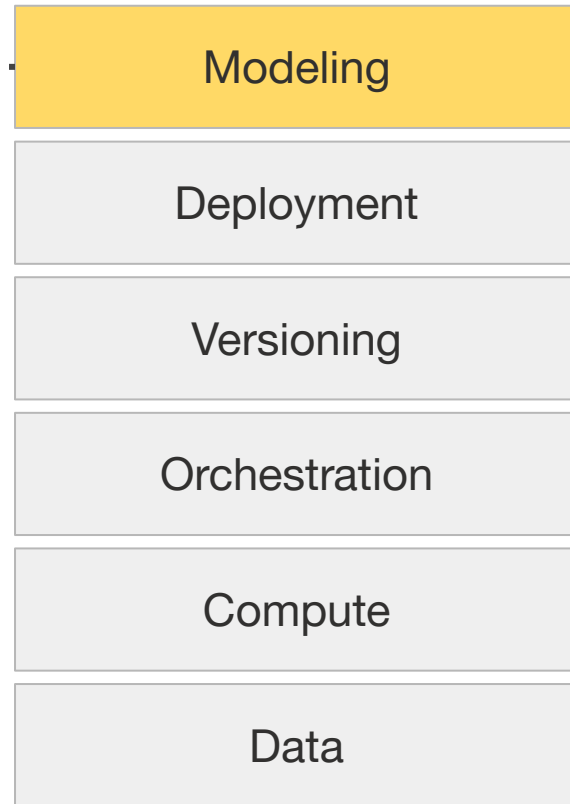 Modeling
Deployment
Versioning
Orchestration
Compute
Data